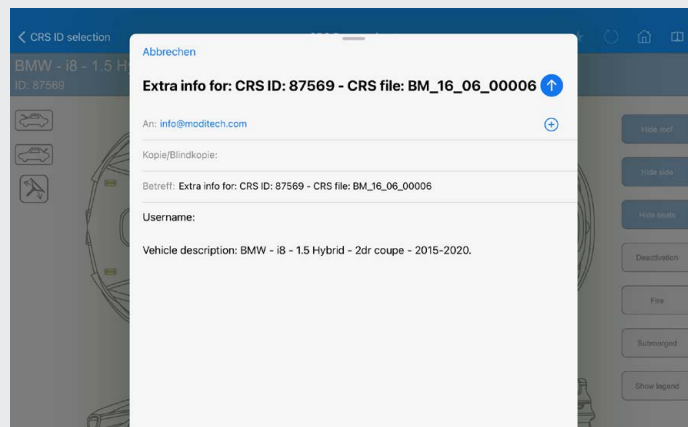 CRS ID selection
BMW - i8 - 1.5 H
ID: 87569
Abbrechen
Extra info for: CRS ID: 87569 - CRS file: BM_16_06_00006
An: info@moditech.com
Kopie/Blindkopie:
Betreff: Extra info for: CRS ID: 87569 - CRS file: BM_16_06_00006
Username:
Vehicle description: BMW - i8 - 1.5 Hybrid - 2dr coupe - 2015-2020.
Hide roof
Hide side
Hide seats
Deactivation
Fire
Submerged
Show legend